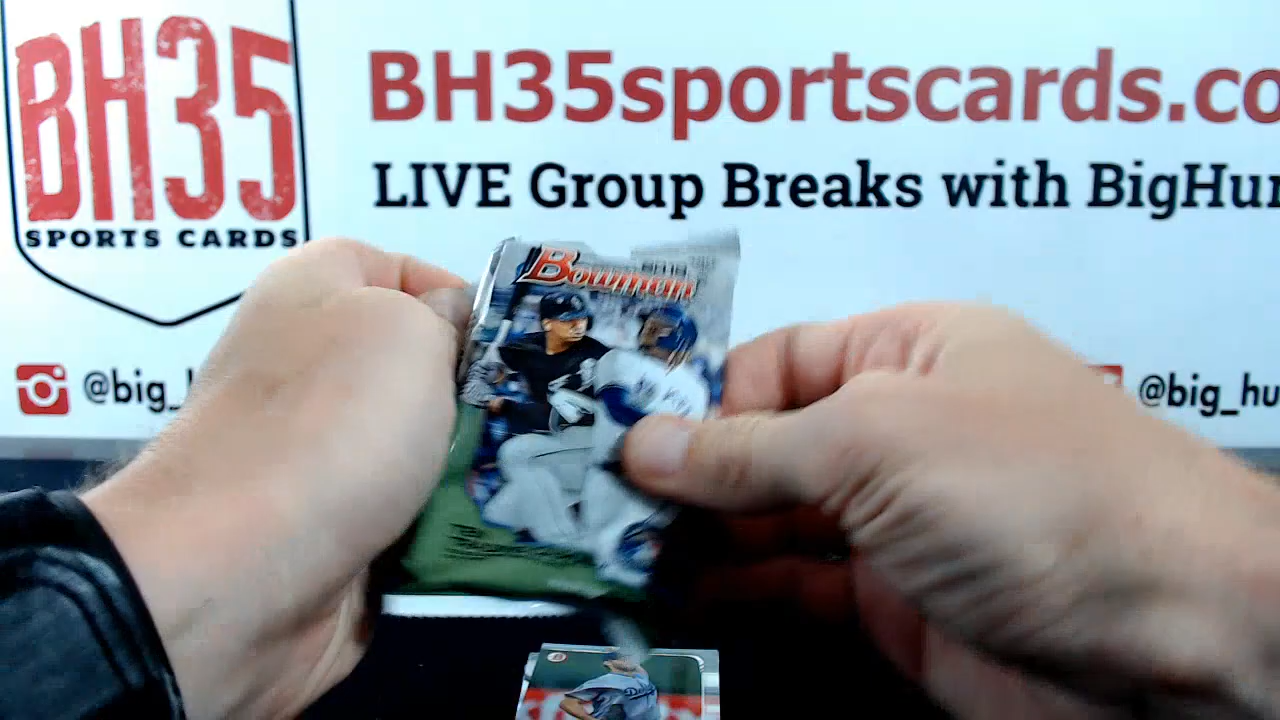 BH35
SPORTS CARDS
BH35sportscards.co
LIVE Group Breaks with BigHu
@big_
@big_hu
Bowman